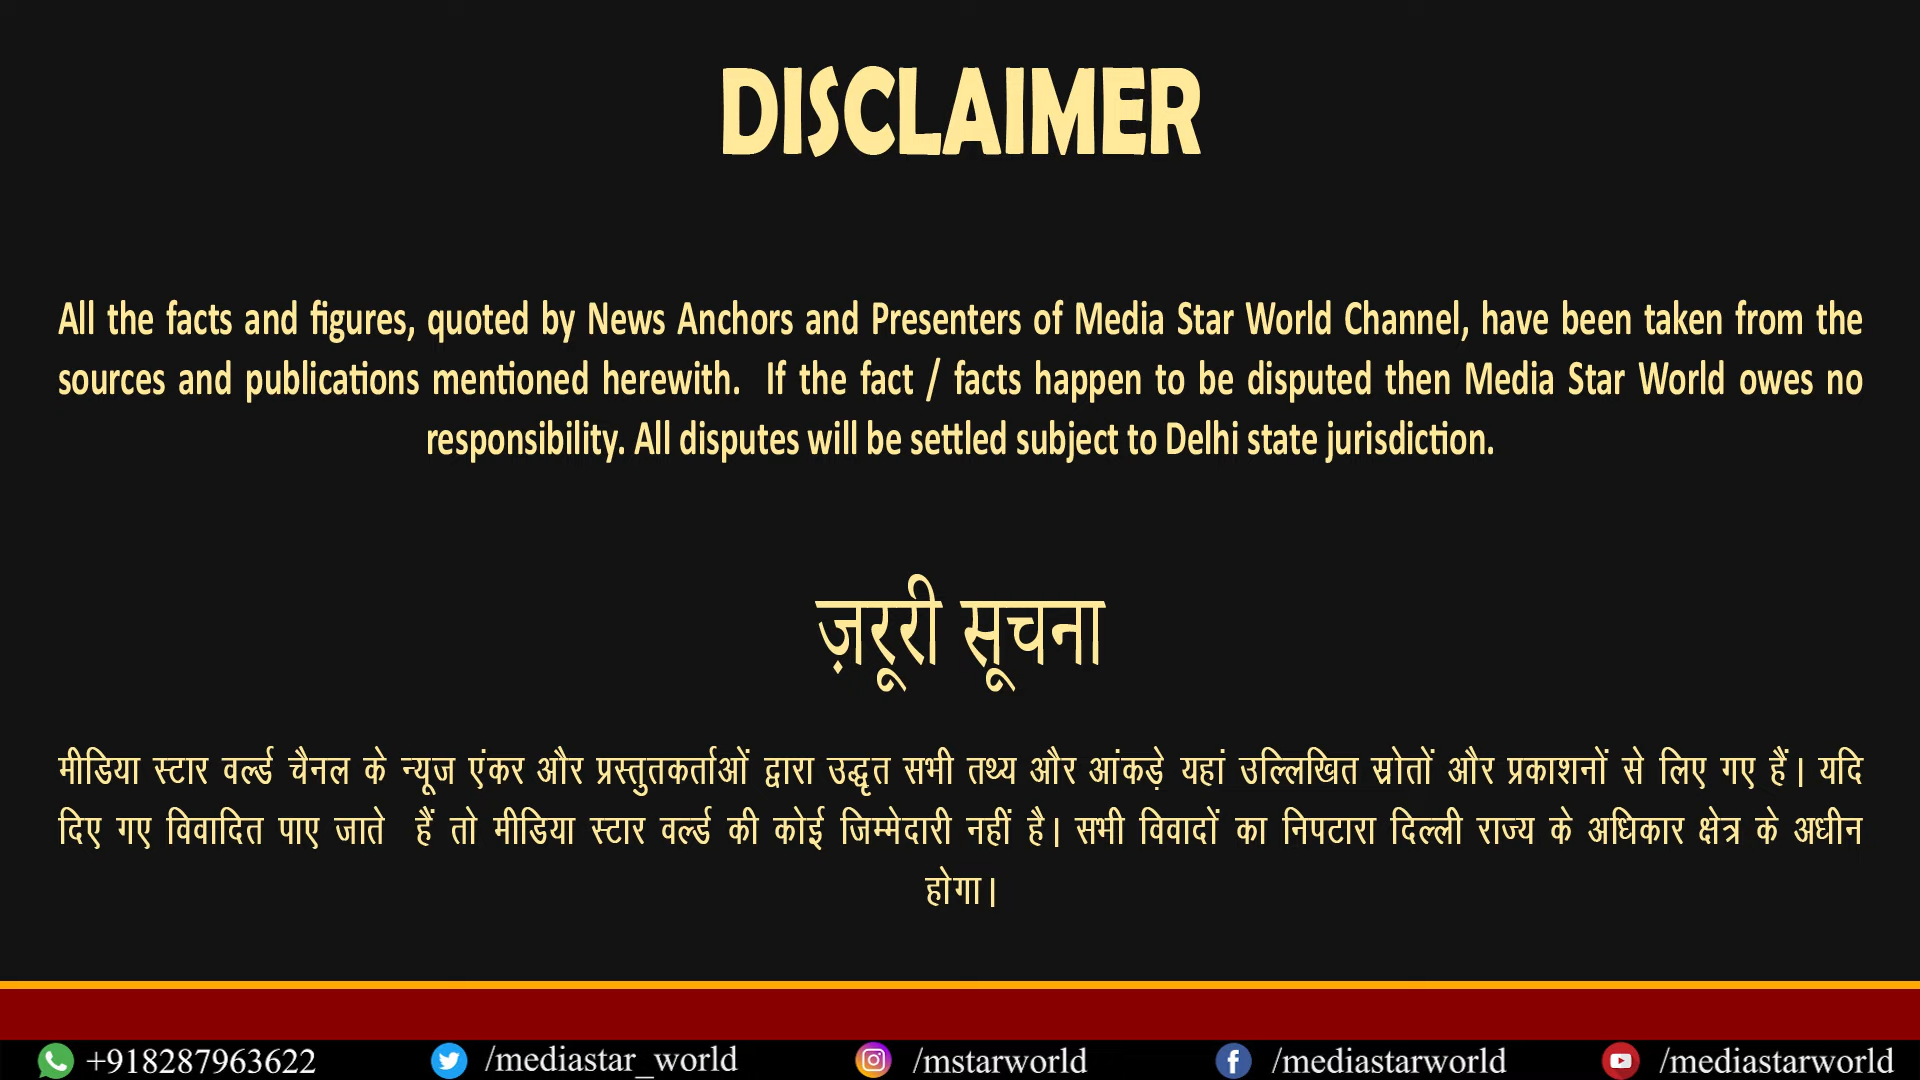 DISCLAIMER
All the facts and figures, quoted by News Anchors and Presenters of Media Star World Channel, have been taken from the
sources and publications mentioned herewith. If the fact / facts happen to be disputed then Media Star World owes no
responsibility. All disputes will be settled subject to Delhi state jurisdiction.
ज़रूरी सूचना
मीडिया स्टार वर्ल्ड चैनल के न्यूज एंकर और प्रस्तुतकर्ताओं द्वारा उद्धृत सभी तथ्य और आंकड़े यहां उल्लिखित स्रोतों और प्रकाशनों से लिए गए हैं। यदि
दिए गए विवादित पाए जाते हैं तो मीडिया स्टार वर्ल्ड की कोई जिम्मेदारी नहीं है। सभी विवादों का निपटारा दिल्ली राज्य के अधिकार क्षेत्र के अधीन
होगा।
+918287963622 /mediastar_world /mstarworld /mediastarworld /mediastarworld